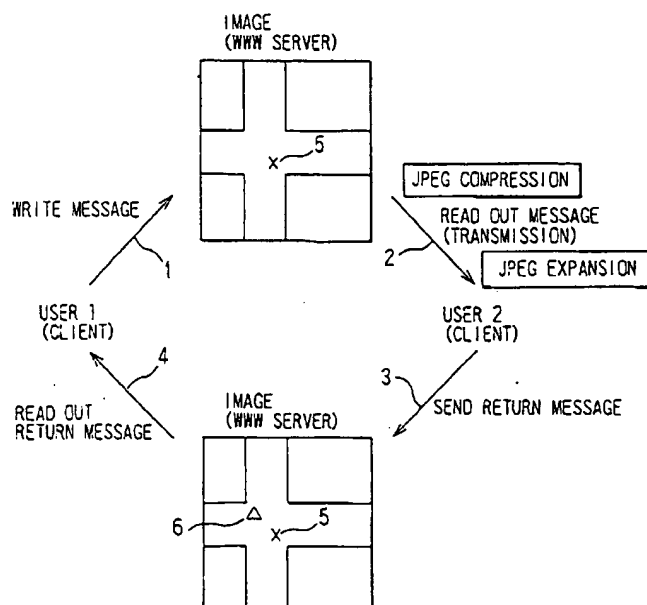 IMAGE
(WWW SERVER)
x 5
JPEG COMPRESSION
WRITE MESSAGE
READ OUT MESSAGE
(TRANSMISSION)
1
2
JPEG EXPANSION
USER 1
(CLIENT)
USER 2
(CLIENT)
4
3
READ OUT
RETURN MESSAGE
IMAGE
(WWW SERVER)
SEND RETURN MESSAGE
6 △
x 5